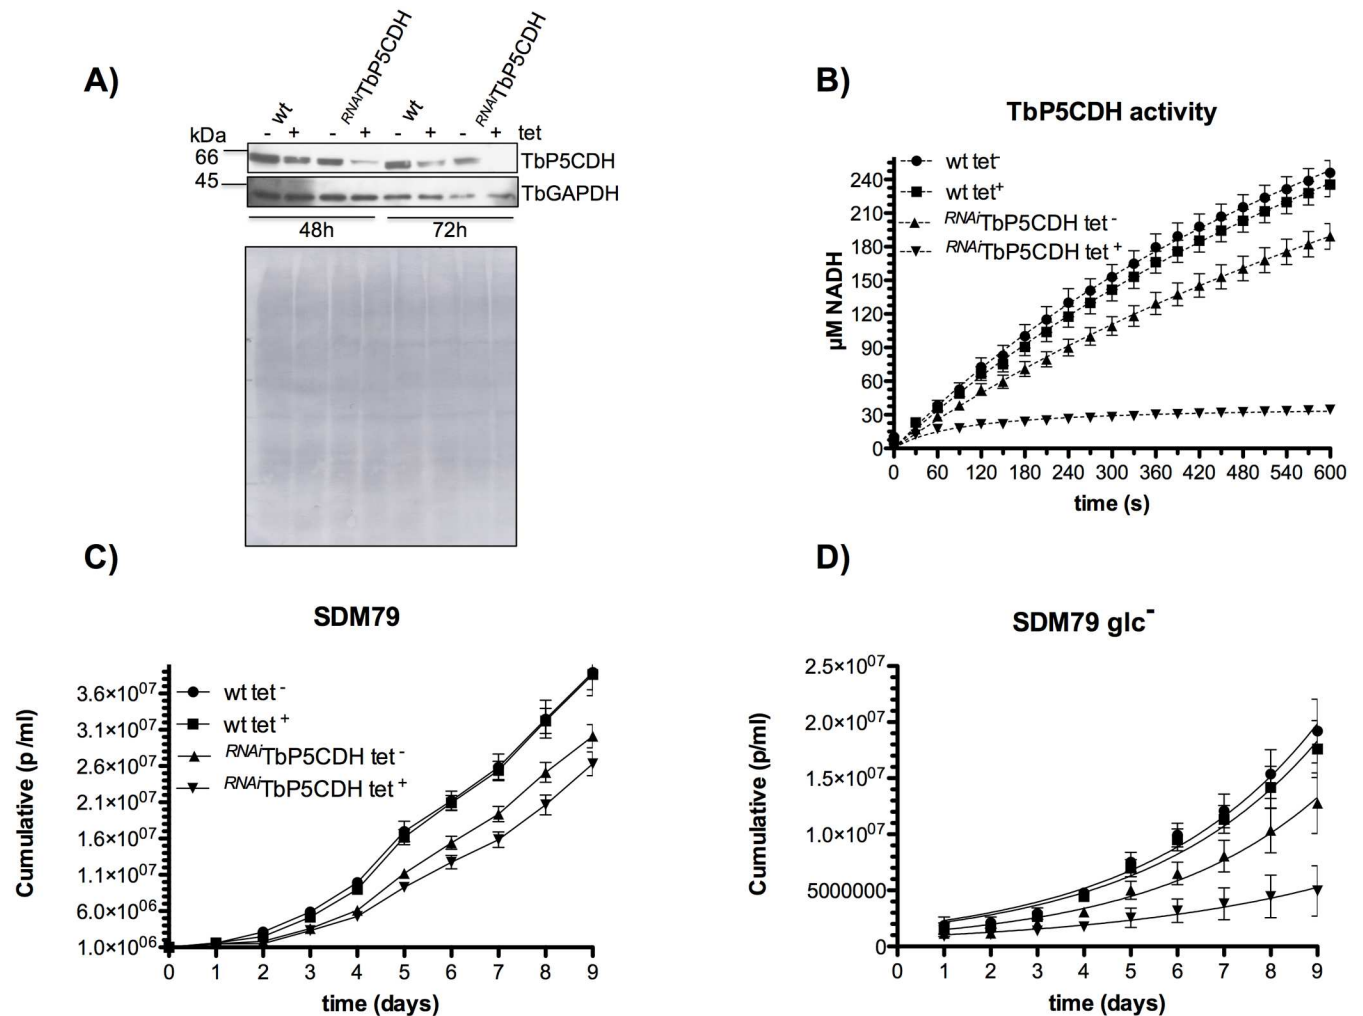 A)
wt
RNAiTbP5CDH
wt
RNAiTbP5CDH
- + - + - + - + tet
kDa
66
45
TbP5CDH
TbGAPDH
48h 72h
B)
TbP5CDH activity
wt tet-
wt tet+
RNAiTbP5CDH tet -
RNAiTbP5CDH tet +
µM NADH
240
210
180
150
120
90
60
30
0
0 60 120 180 240 300 360 420 480 540 600
time (s)
C)
SDM79
wt tet -
wt tet +
RNAiTbP5CDH tet -
RNAiTbP5CDH tet +
Cumulative (p /ml)
3.6×10^07
3.1×10^07
2.6×10^07
2.1×10^07
1.6×10^07
1.1×10^07
6.0×10^06
1.0×10^06
0 1 2 3 4 5 6 7 8 9
time (days)
D)
SDM79 glc-
Cumulative (p/ml)
2.5×10^07
2.0×10^07
1.5×10^07
1.0×10^07
5000000
0
0 1 2 3 4 5 6 7 8 9
time (days)